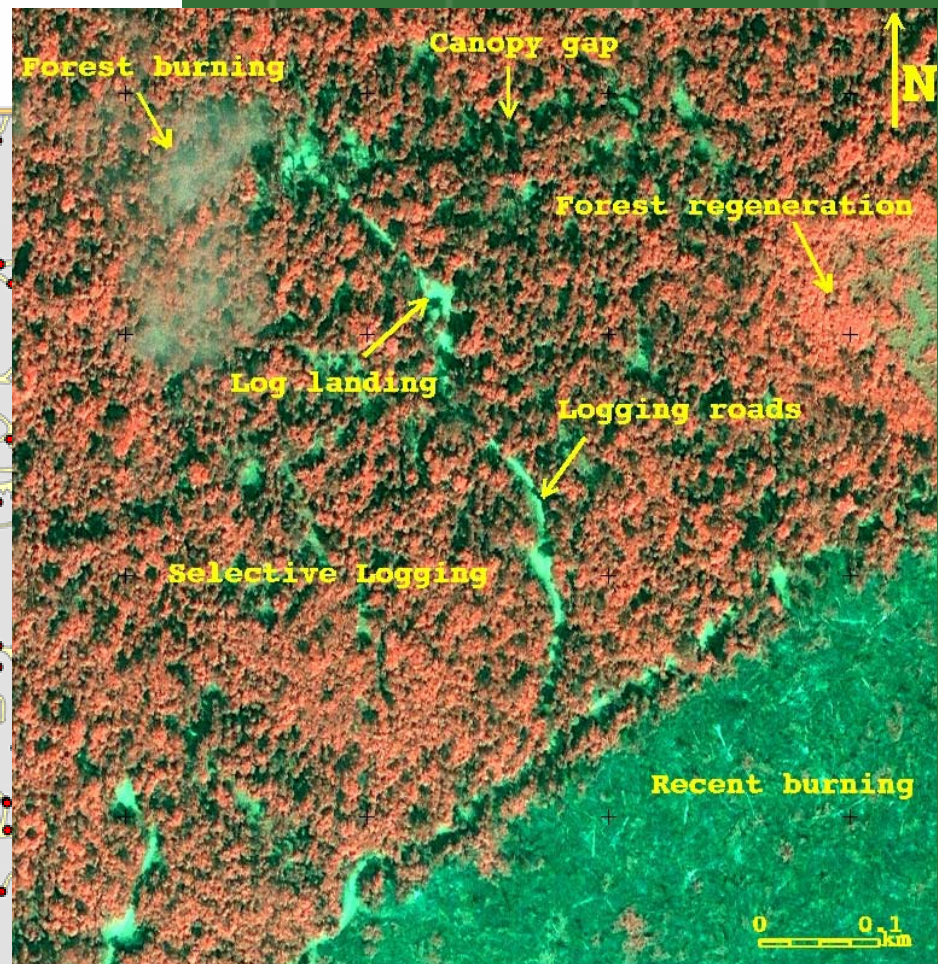 Canopy gap
Forest burning
N
Forest regeneration
Log landing
Logging roads
Selective Logging
Recent burning
0 0.1
km